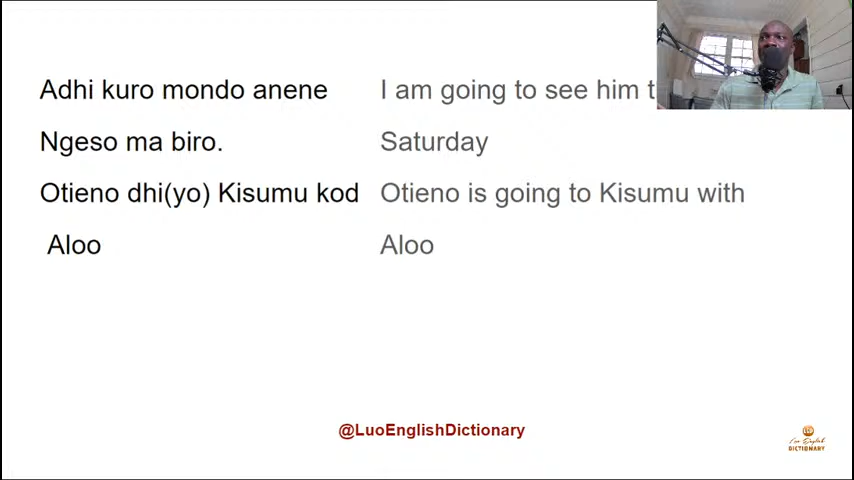 Adhi kuro mondo anene
Ngeso ma biro.
Otieno dhi(yo) Kisumu kod
Aloo
I am going to see him
Saturday
Otieno is going to Kisumu with
Aloo
@LuoEnglishDictionary
DICTIONARY